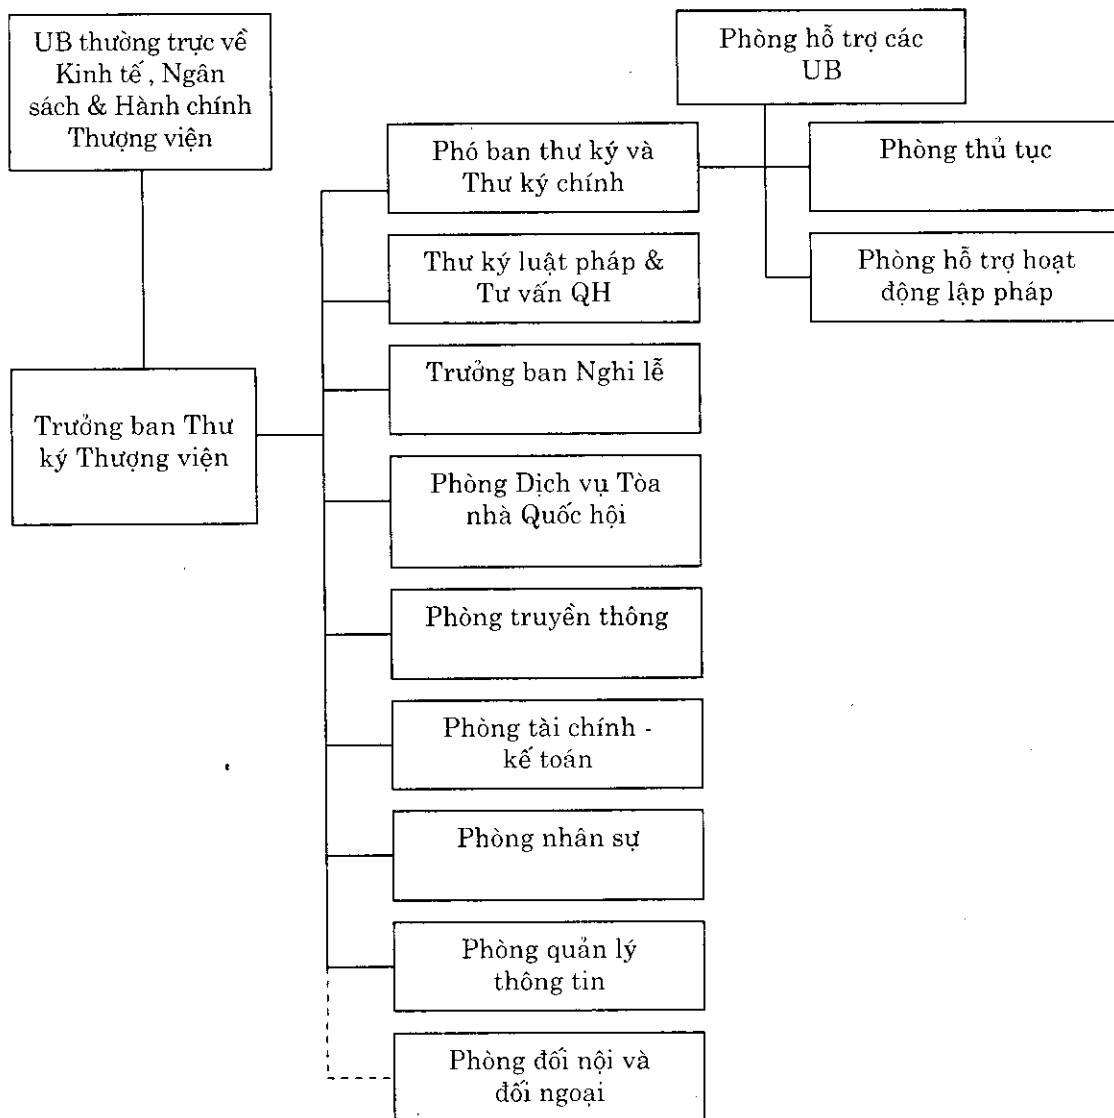 UB thường trực về
Kinh tế, Ngân
sách & Hành chính
Thượng viện
Phòng hỗ trợ các
UB
Phó ban thư ký và
Thư ký chính
Phòng thủ tục
Thư ký luật pháp &
Tư vấn QH
Phòng hỗ trợ hoạt
động lập pháp
Trưởng ban Nghi lễ
Trưởng ban Thư
ký Thượng viện
Phòng Dịch vụ Tòa
nhà Quốc hội
Phòng truyền thông
Phòng tài chính -
kế toán
Phòng nhân sự
Phòng quản lý
thông tin
Phòng đối nội và
đối ngoại